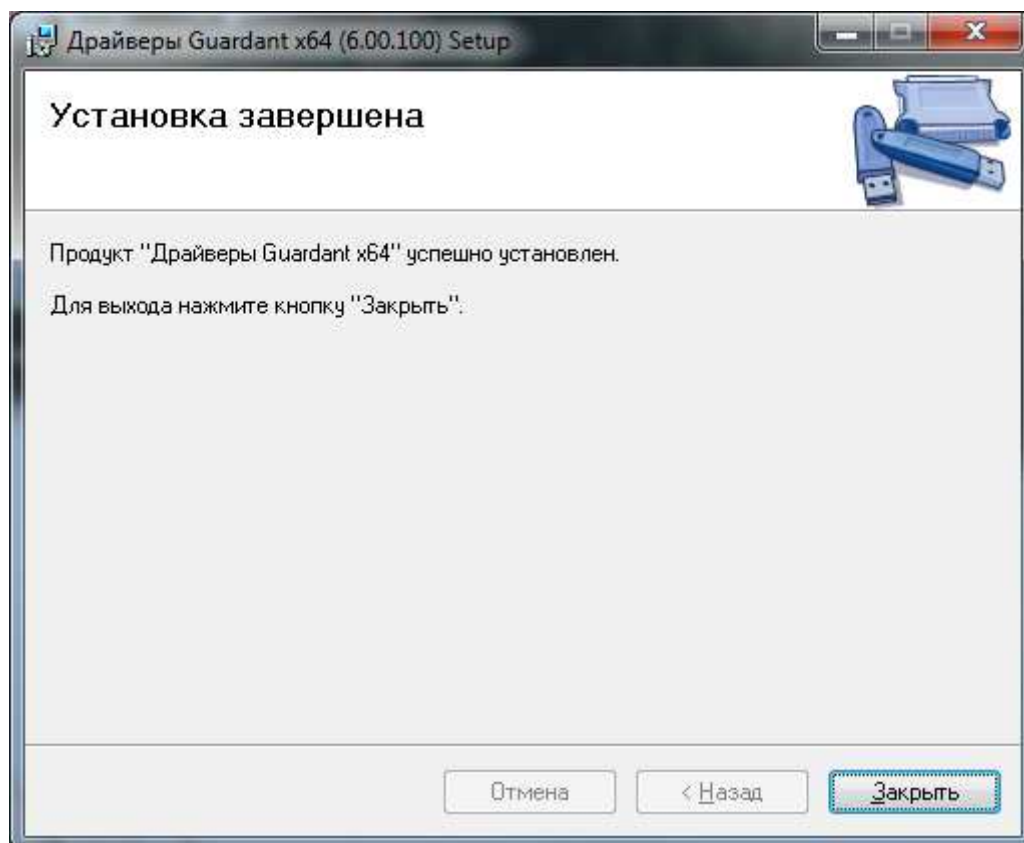 Драйверы Guardant x64 (6.00.100) Setup
Установка завершена
Продукт "Драйверы Guardant x64" успешно установлен.
Для выхода нажмите кнопку "Закрыть".
Отмена
< Назад
Закрыть